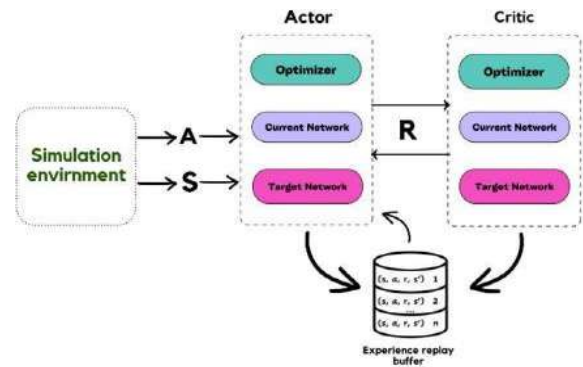 Actor
Critic
Optimizer
Optimizer
Simulation
envirnment
A
S
Current Network
R
Current Network
Target Network
Target Network
(s, a, r, s') 1
(s, a, r, s') 2
...
(s, a, r, s') n
Experience replay
buffer